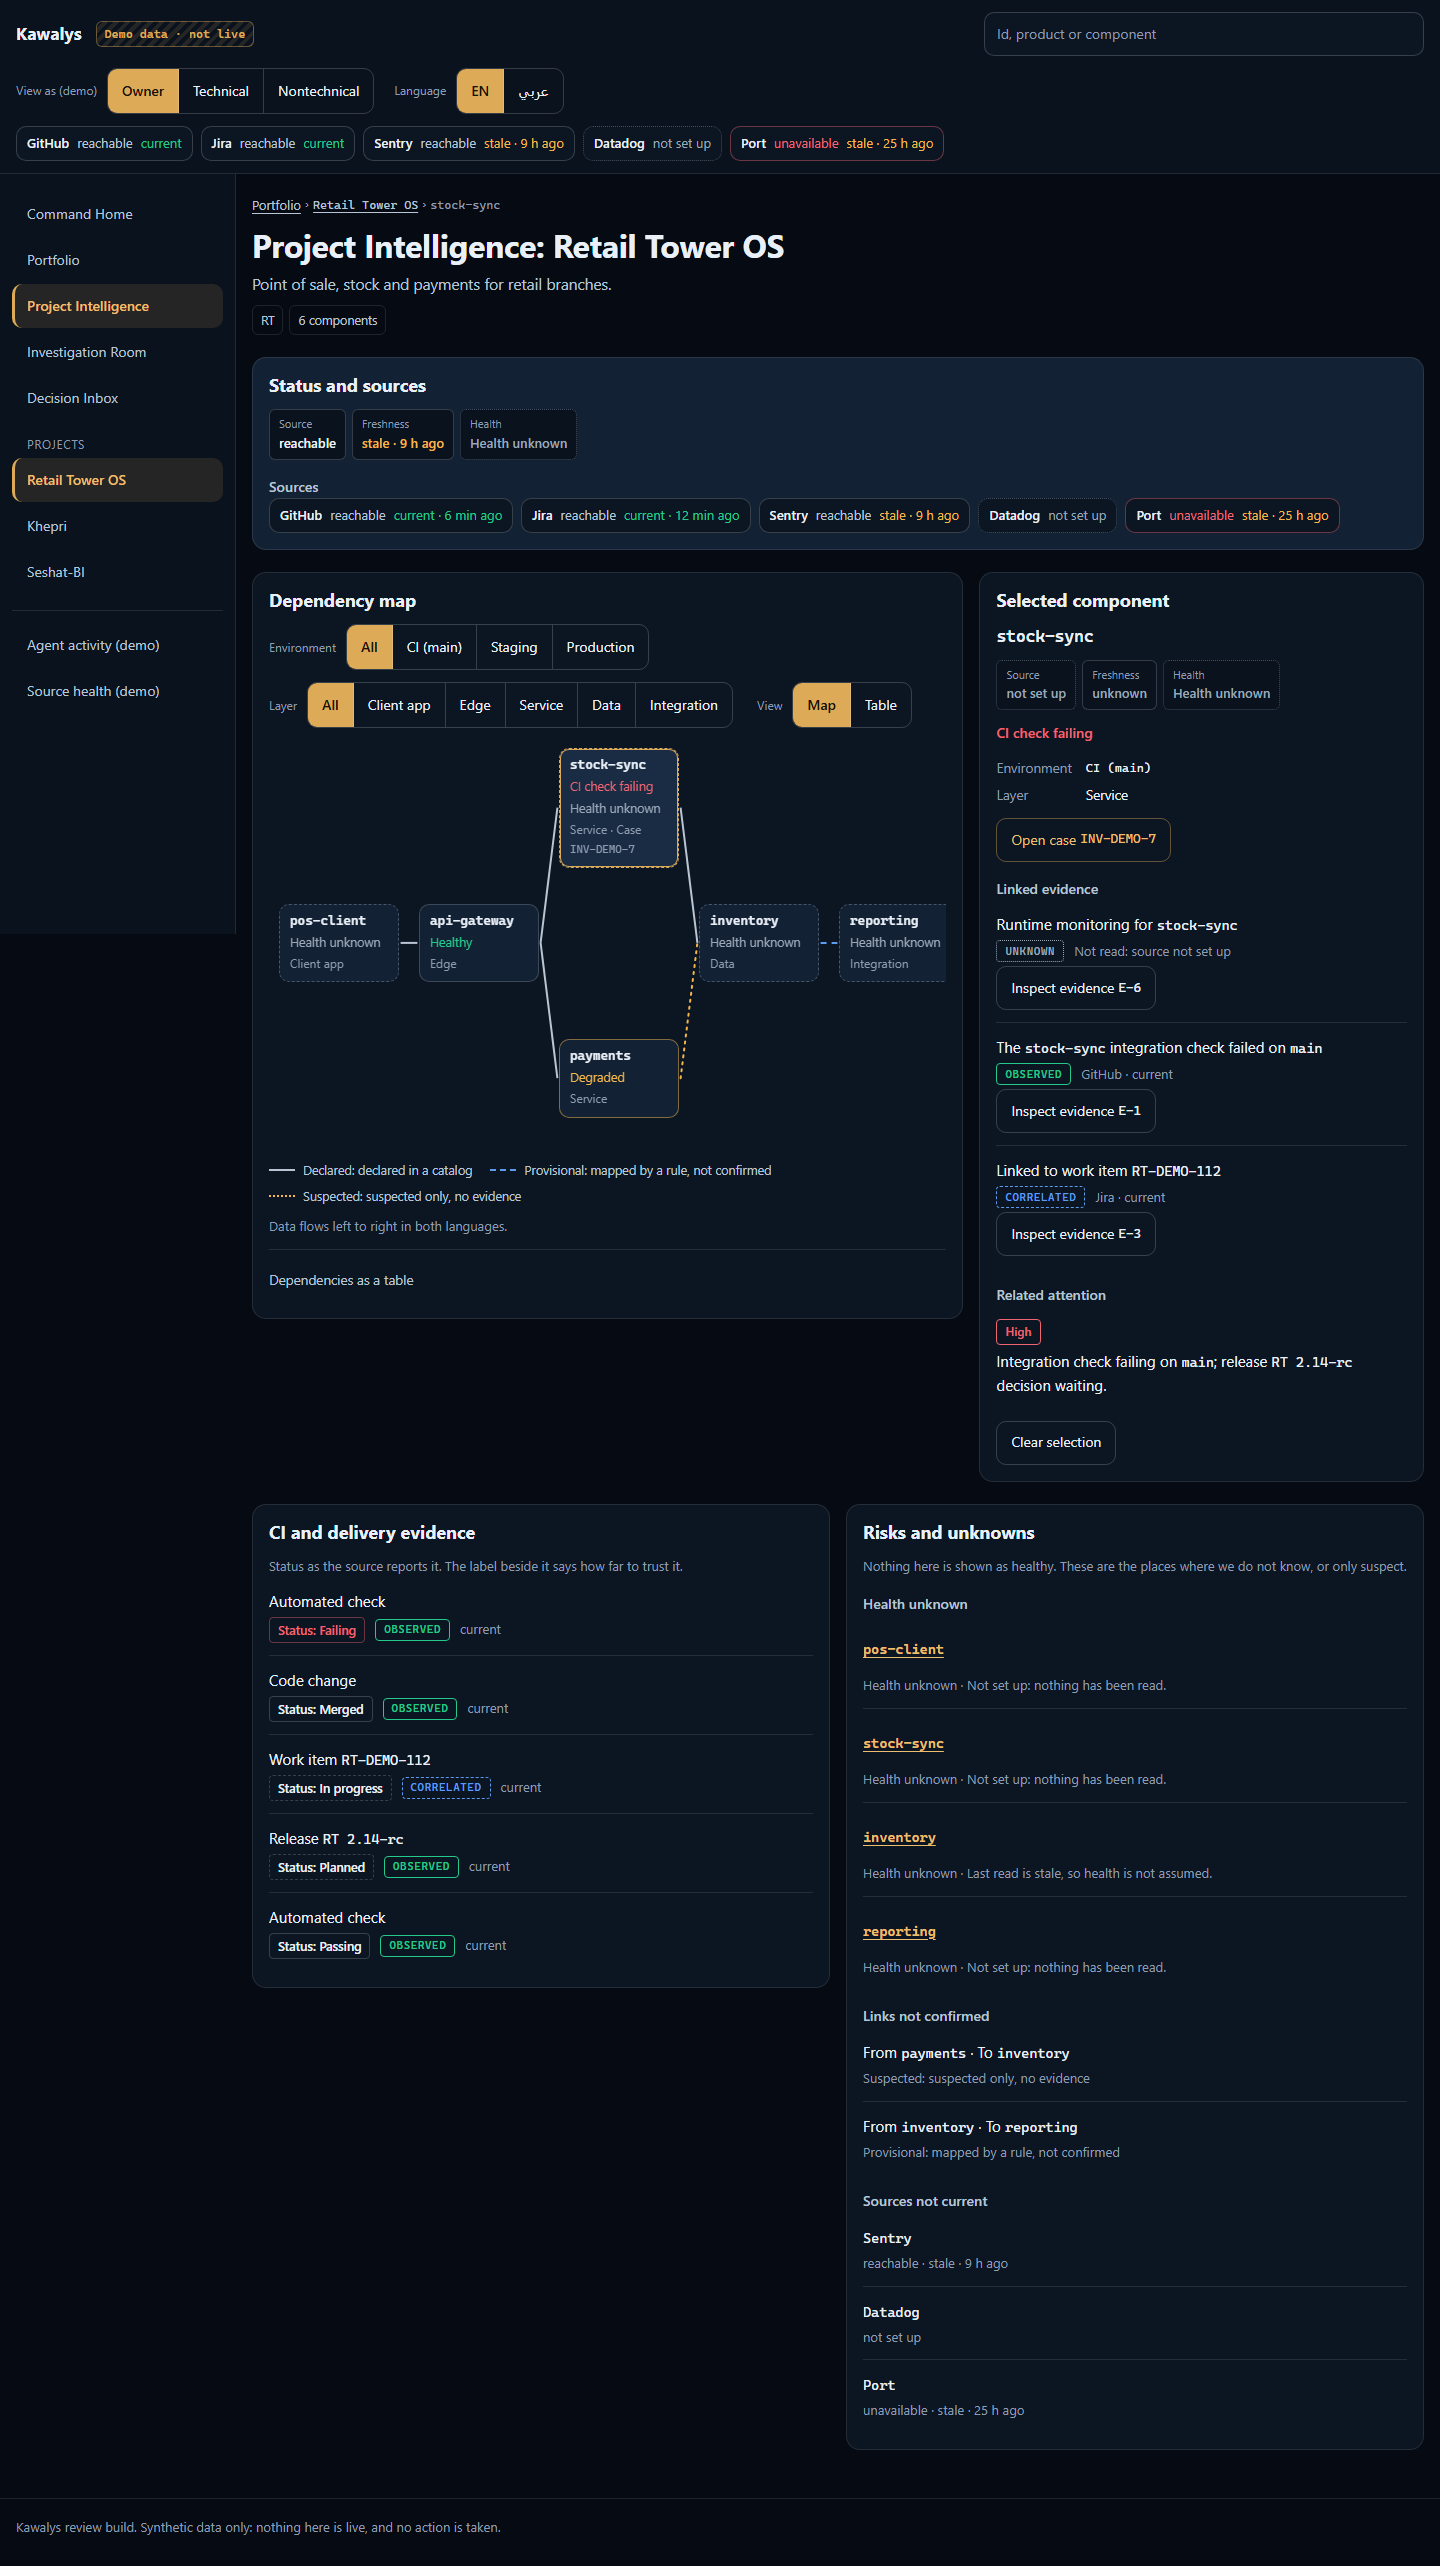 Kawalys
Demo data · not live
Id, product or component
View as (demo)
Owner
Technical
Nontechnical
Language
EN
عربي
GitHub reachable current
Jira reachable current
Sentry reachable stale · 9 h ago
Datadog not set up
Port unavailable stale · 25 h ago
Command Home
Portfolio
Project Intelligence
Investigation Room
Decision Inbox
PROJECTS
Retail Tower OS
Khepri
Seshat-BI
Agent activity (demo)
Source health (demo)
Portfolio › Retail Tower OS › stock-sync
Project Intelligence: Retail Tower OS
Point of sale, stock and payments for retail branches.
RT
6 components
Status and sources
Source
reachable
Freshness
stale · 9 h ago
Health
Health unknown
Sources
GitHub reachable current · 6 min ago
Jira reachable current · 12 min ago
Sentry reachable stale · 9 h ago
Datadog not set up
Port unavailable stale · 25 h ago
Dependency map
Environment
All
CI (main)
Staging
Production
Layer
All
Client app
Edge
Service
Data
Integration
View
Map
Table
stock-sync
CI check failing
Health unknown
Service · Case
INV-DEMO-7
pos-client
Health unknown
Client app
api-gateway
Healthy
Edge
inventory
Health unknown
Data
reporting
Health unknown
Integration
payments
Degraded
Service
Declared: declared in a catalog
Provisional: mapped by a rule, not confirmed
Suspected: suspected only, no evidence
Data flows left to right in both languages.
Dependencies as a table
Selected component
stock-sync
Source
not set up
Freshness
unknown
Health
Health unknown
CI check failing
Environment CI (main)
Layer Service
Open case INV-DEMO-7
Linked evidence
Runtime monitoring for stock-sync
UNKNOWN Not read: source not set up
Inspect evidence E-6
The stock-sync integration check failed on main
OBSERVED GitHub · current
Inspect evidence E-1
Linked to work item RT-DEMO-112
CORRELATED Jira · current
Inspect evidence E-3
Related attention
High
Integration check failing on main; release RT 2.14-rc
decision waiting.
Clear selection
CI and delivery evidence
Status as the source reports it. The label beside it says how far to trust it.
Automated check
Status: Failing OBSERVED current
Code change
Status: Merged OBSERVED current
Work item RT-DEMO-112
Status: In progress CORRELATED current
Release RT 2.14-rc
Status: Planned OBSERVED current
Automated check
Status: Passing OBSERVED current
Risks and unknowns
Nothing here is shown as healthy. These are the places where we do not know, or only suspect.
Health unknown
pos-client
Health unknown · Not set up: nothing has been read.
stock-sync
Health unknown · Not set up: nothing has been read.
inventory
Health unknown · Last read is stale, so health is not assumed.
reporting
Health unknown · Not set up: nothing has been read.
Links not confirmed
From payments · To inventory
Suspected: suspected only, no evidence
From inventory · To reporting
Provisional: mapped by a rule, not confirmed
Sources not current
Sentry
reachable · stale · 9 h ago
Datadog
not set up
Port
unavailable · stale · 25 h ago
Kawalys review build. Synthetic data only: nothing here is live, and no action is taken.